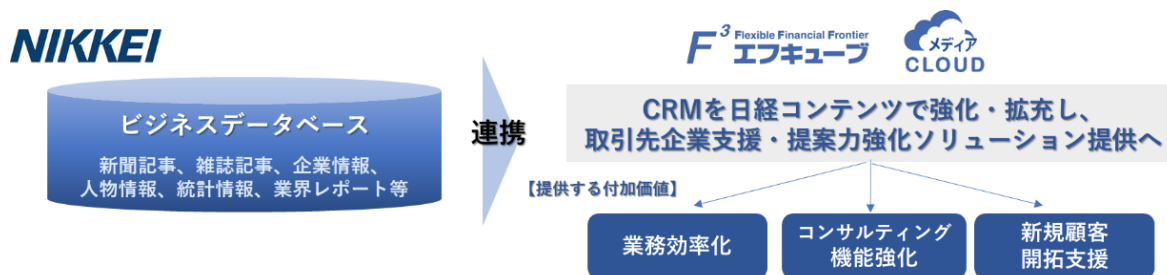 NIKKEI
ビジネスデータベース
新聞記事、雑誌記事、企業情報、
人物情報、統計情報、業界レポート等
連携
F³ Flexible Financial Frontier
エフキューブ
メディア
CLOUD
CRMを日経コンテンツで強化・拡充し、
取引先企業支援・提案力強化ソリューション提供へ
【提供する付加価値】
業務効率化
コンサルティング
機能強化
新規顧客
開拓支援